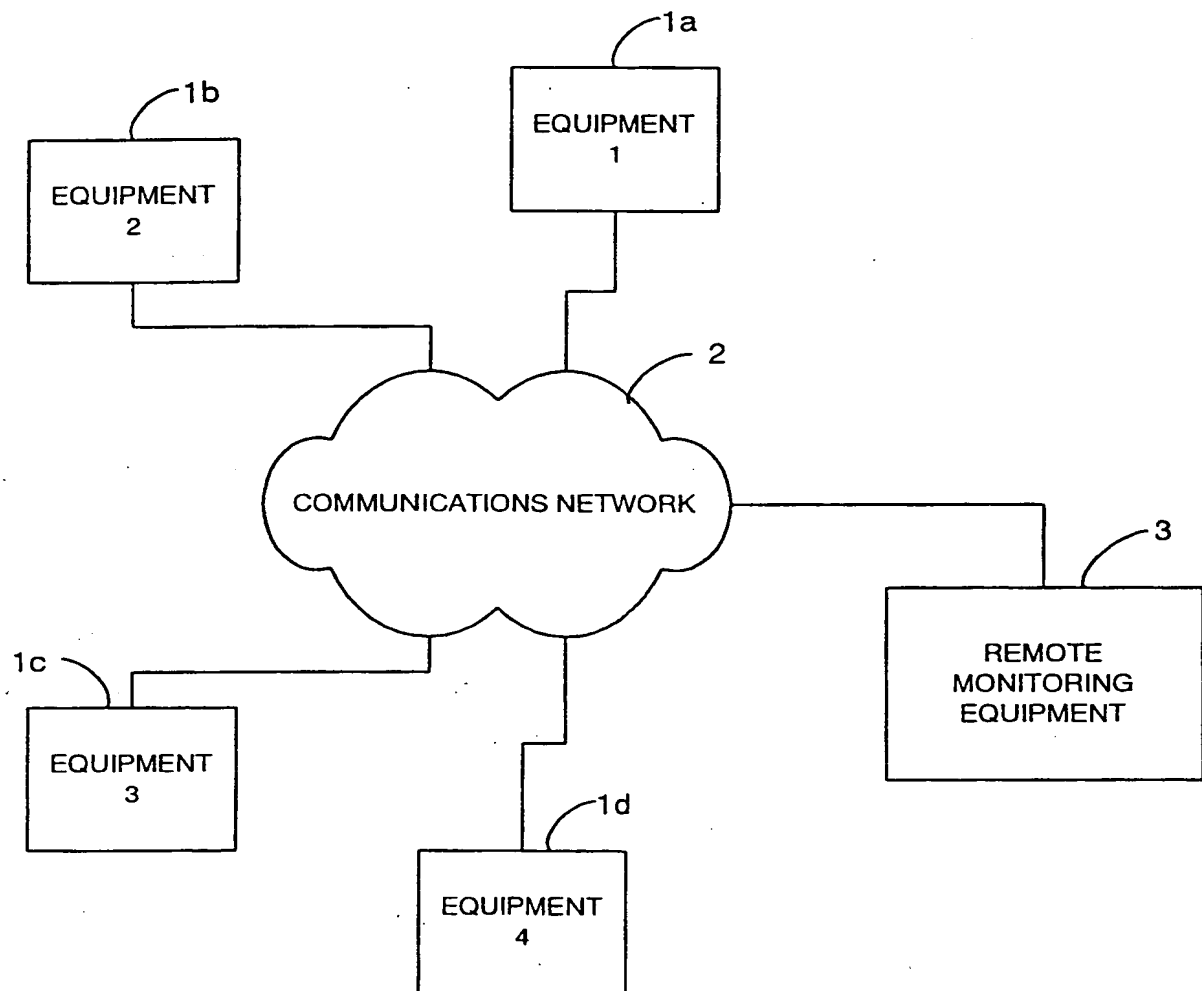 1a
EQUIPMENT
1
1b
EQUIPMENT
2
2
COMMUNICATIONS NETWORK
3
REMOTE
MONITORING
EQUIPMENT
1c
EQUIPMENT
3
1d
EQUIPMENT
4